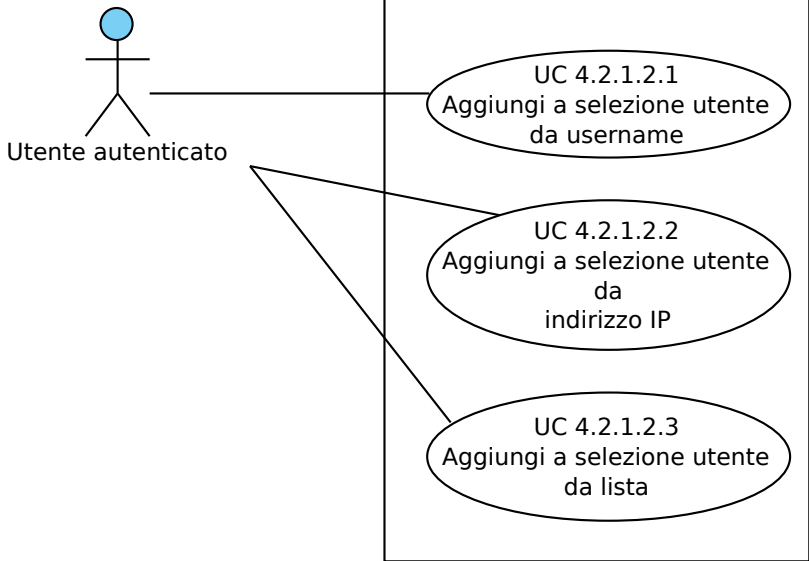 Utente autenticato
UC 4.2.1.2.1
Aggiungi a selezione utente
da username
UC 4.2.1.2.2
Aggiungi a selezione utente
da
indirizzo IP
UC 4.2.1.2.3
Aggiungi a selezione utente
da lista